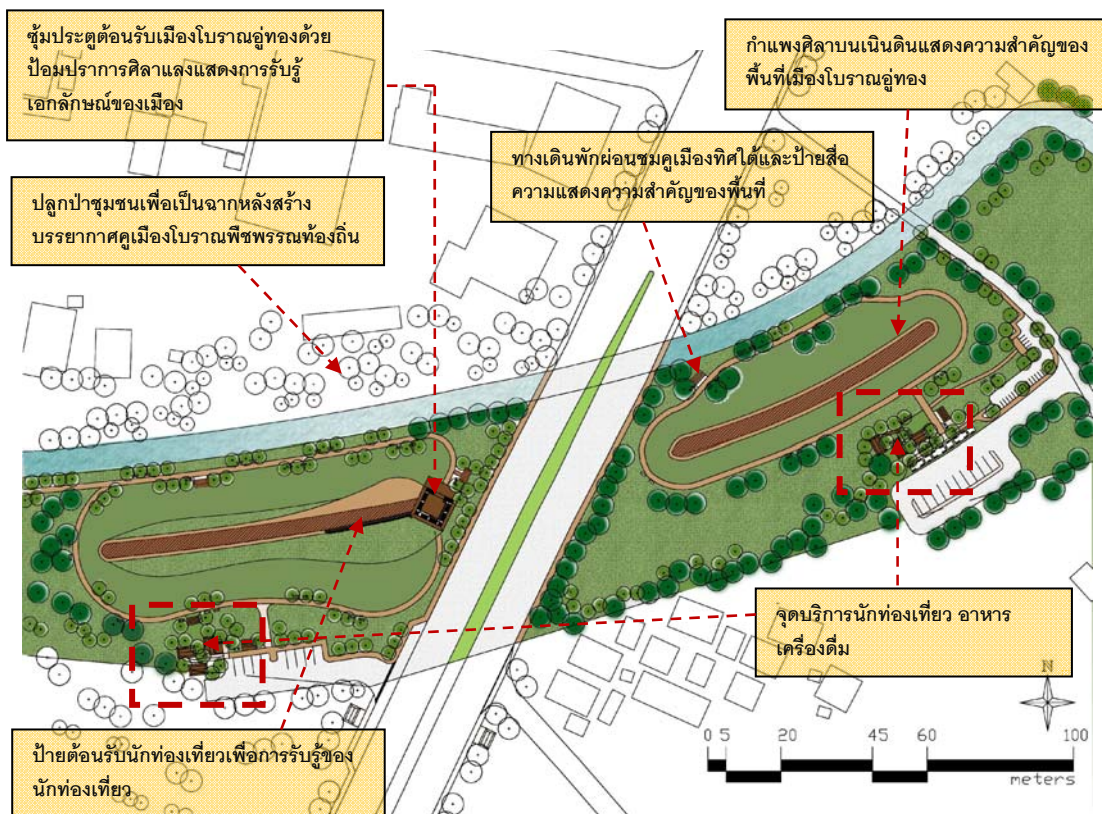 ซุ้มประตูต้อนรับเมืองโบราณอู่ทองด้วย
ป้อมปราการศิลาแลงแสดงการรับรู้
เอกลักษณ์ของเมือง
กำแพงศิลาบนเนินดินแสดงความสำคัญของ
พื้นที่เมืองโบราณอู่ทอง
ทางเดินพักผ่อนชมคูเมืองทิศใต้และป้ายสื่อ
ความแสดงความสำคัญของพื้นที่
ปลูกป่าชุมชนเพื่อเป็นฉากหลังสร้าง
บรรยากาศคูเมืองโบราณพืชพรรณท้องถิ่น
จุดบริการนักท่องเที่ยว อาหาร
เครื่องดื่ม
ป้ายต้อนรับนักท่องเที่ยวเพื่อการรับรู้ของ
นักท่องเที่ยว
N
0 5 20 45 60 100
meters